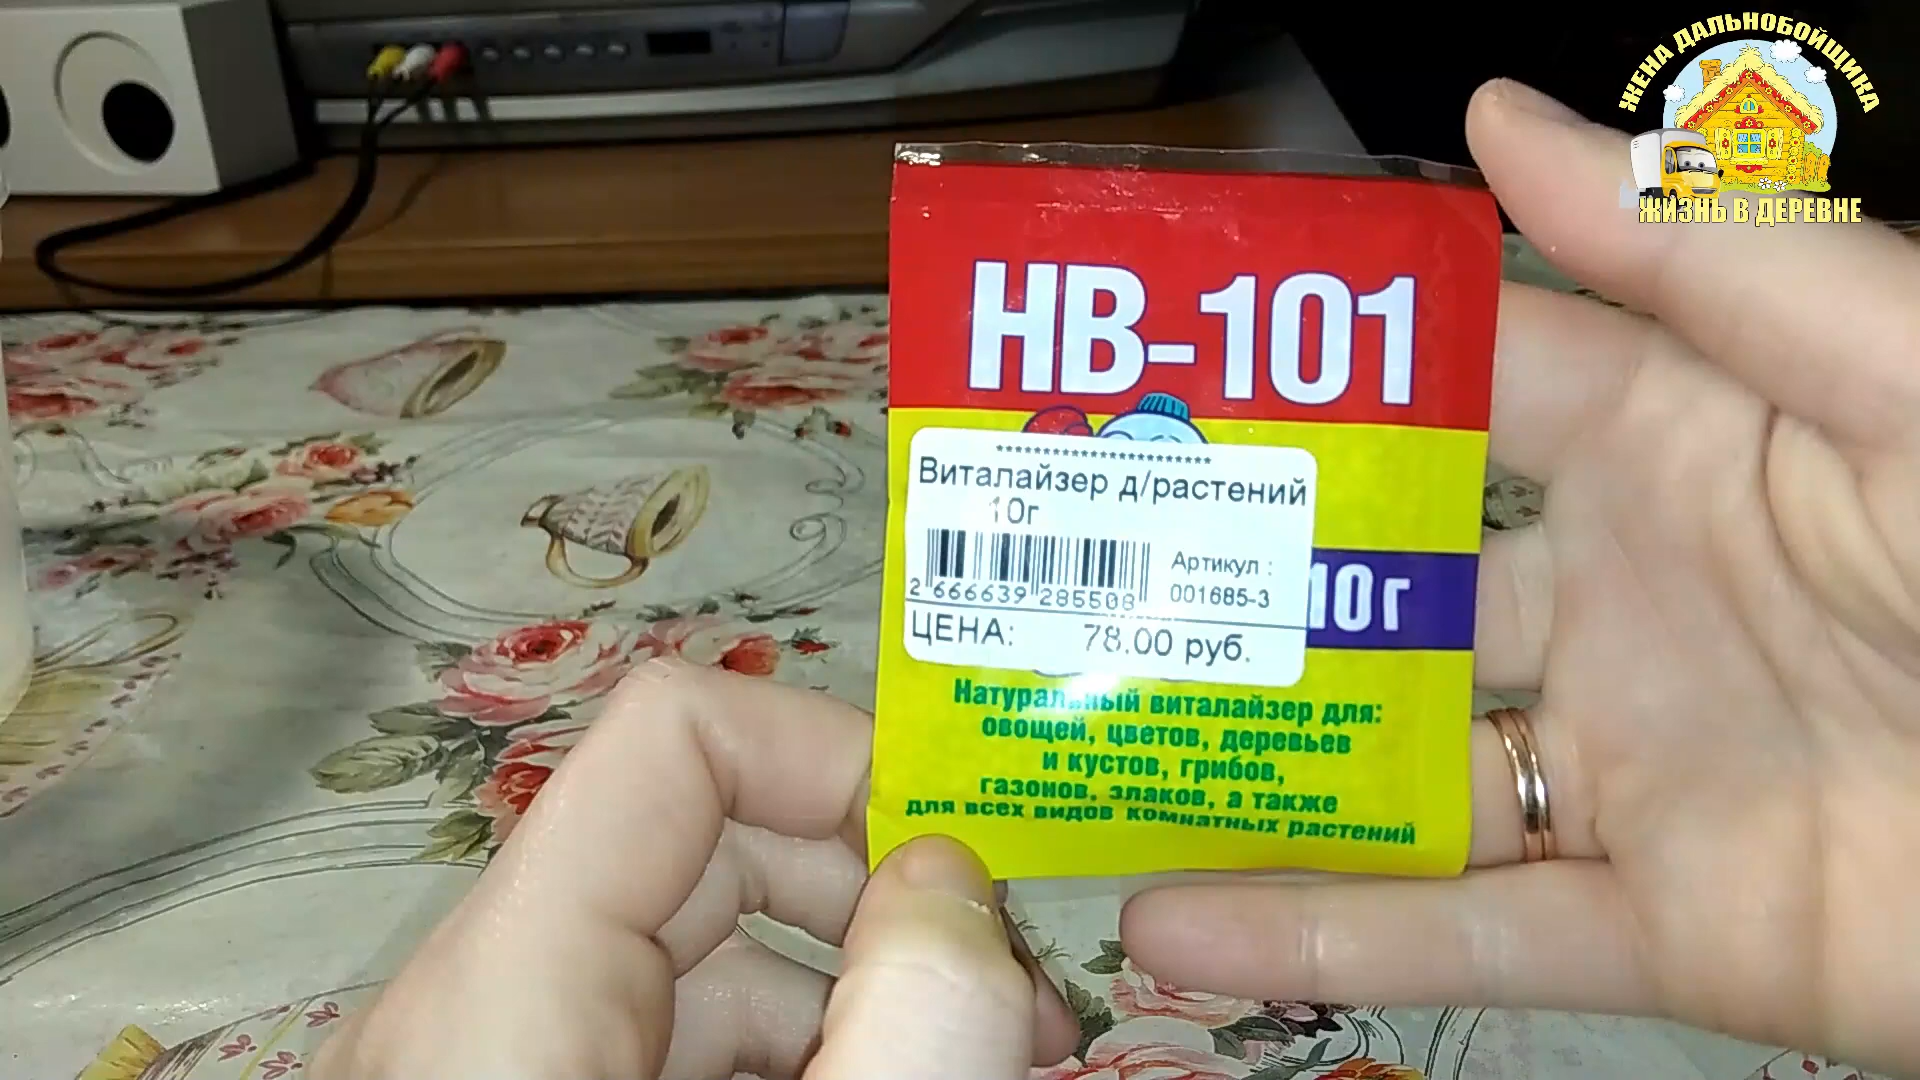 ЖЕНА ДАЛЬНОБОЙЩИКА
ЖИЗНЬ В ДЕРЕВНЕ
НВ-101
************************
Виталайзер д/растений
10г
Артикул :
001685-3
2 666639 285508
ЦЕНА: 78.00 руб.
10г
Натуральный виталайзер для:
овощей, цветов, деревьев
и кустов, грибов,
газонов, злаков, а также
для всех видов комнатных растений